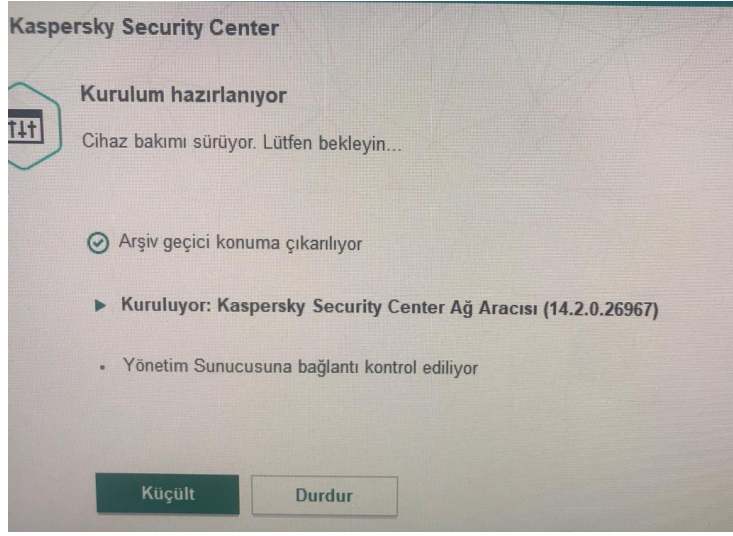 Kaspersky Security Center
Kurulum hazırlanıyor
Cihaz bakımı sürüyor. Lütfen bekleyin...
Arşiv geçici konuma çıkarılıyor
Kuruluyor: Kaspersky Security Center Ağ Aracısı (14.2.0.26967)
Yönetim Sunucusuna bağlantı kontrol ediliyor
Küçült
Durdur